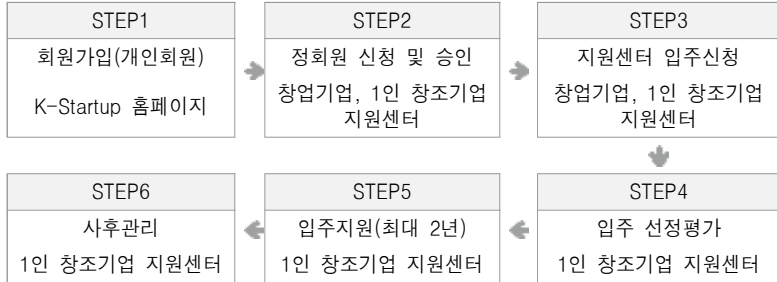 STEP1
회원가입(개인회원)
K-Startup 홈페이지
STEP2
정회원 신청 및 승인
창업기업, 1인 창조기업
지원센터
STEP3
지원센터 입주신청
창업기업, 1인 창조기업
지원센터
STEP4
입주 선정평가
1인 창조기업 지원센터
STEP5
입주지원(최대 2년)
1인 창조기업 지원센터
STEP6
사후관리
1인 창조기업 지원센터